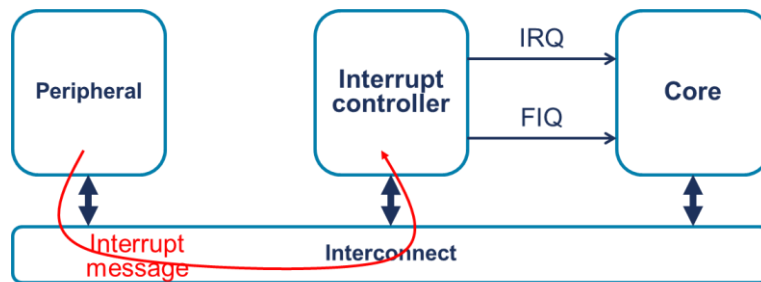 Peripheral
Interrupt
controller
IRQ
FIQ
Core
Interrupt
message
Interconnect